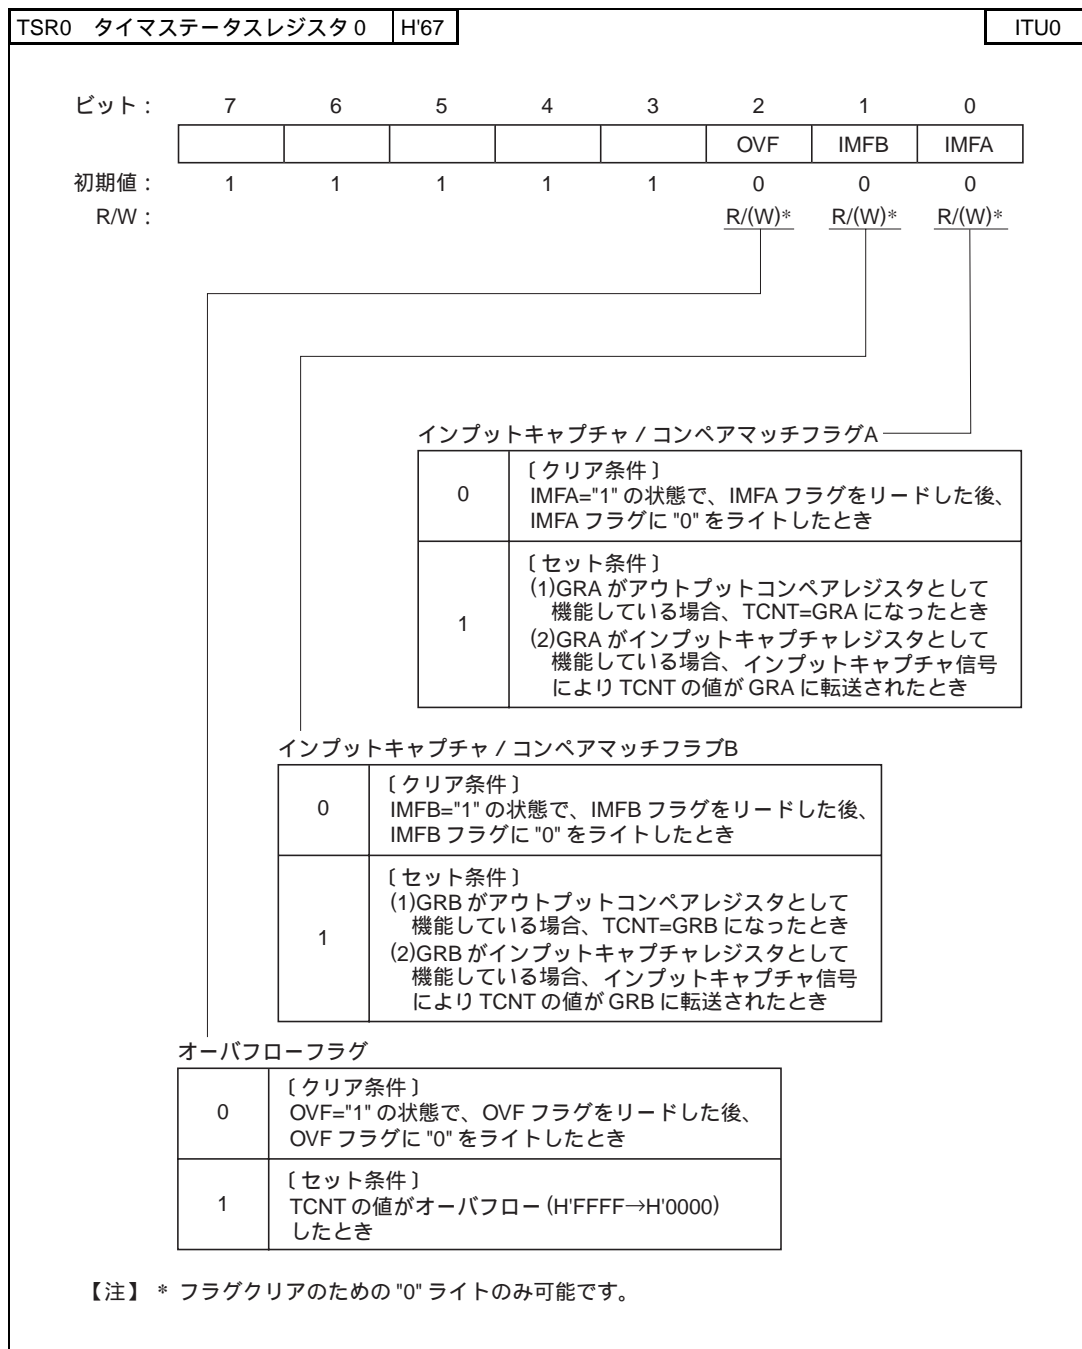 TSR0 タイマステータスレジスタ 0 H'67 ITU0
ビット： 7 6 5 4 3 2 1 0
OVF IMFB IMFA
初期値： 1 1 1 1 1 0 0 0
R/W： R/(W)* R/(W)* R/(W)*
インプットキャプチャ / コンペアマッチフラグA
0
〔クリア条件〕
IMFA="1" の状態で、IMFA フラグをリードした後、
IMFA フラグに "0" をライトしたとき
1
〔セット条件〕
(1)GRA がアウトプットコンペアレジスタとして
機能している場合、TCNT=GRA になったとき
(2)GRA がインプットキャプチャレジスタとして
機能している場合、インプットキャプチャ信号
により TCNT の値が GRA に転送されたとき
インプットキャプチャ / コンペアマッチフラブB
0
〔クリア条件〕
IMFB="1" の状態で、IMFB フラグをリードした後、
IMFB フラグに "0" をライトしたとき
1
〔セット条件〕
(1)GRB がアウトプットコンペアレジスタとして
機能している場合、TCNT=GRB になったとき
(2)GRB がインプットキャプチャレジスタとして
機能している場合、インプットキャプチャ信号
により TCNT の値が GRB に転送されたとき
オーバフローフラグ
0
〔クリア条件〕
OVF="1" の状態で、OVF フラグをリードした後、
OVF フラグに "0" をライトしたとき
1
〔セット条件〕
TCNT の値がオーバフロー (H'FFFF→H'0000)
したとき
【注】 * フラグクリアのための "0" ライトのみ可能です。